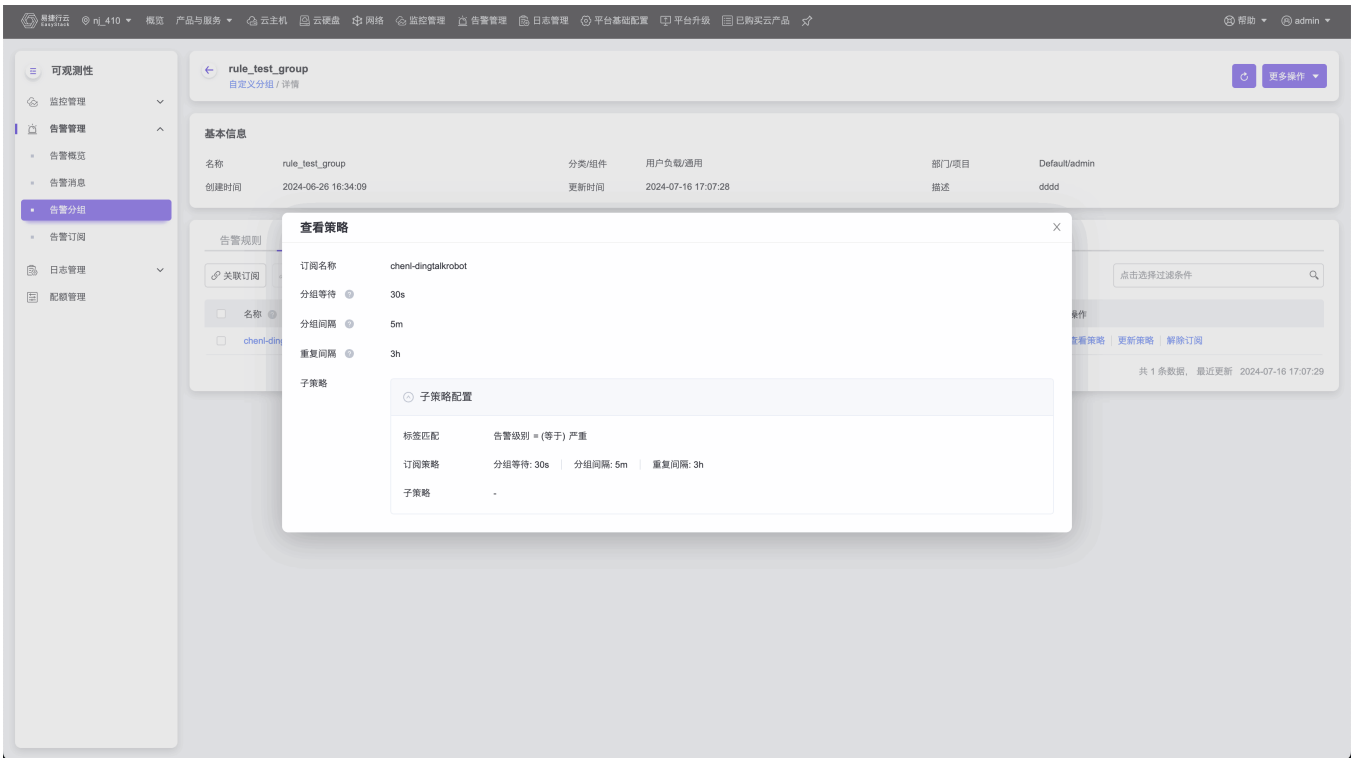 易捷行云 EasyStack nj_410 概览 产品与服务 云主机 云硬盘 网络 监控管理 告警管理 日志管理 平台基础配置 平台升级 已购买云产品 帮助 admin
可观测性
监控管理
告警管理
告警概览
告警消息
告警分组
告警订阅
日志管理
配额管理
rule_test_group
自定义分组 / 详情
更多操作
基本信息
名称 rule_test_group 分类/组件 用户负载/通用 部门/项目 Default/admin
创建时间 2024-06-26 16:34:09 更新时间 2024-07-16 17:07:28 描述 dddd
告警规则
关联订阅 点击选择过滤条件
名称 操作
chenl-din 查看策略 更新策略 解除订阅
共 1 条数据, 最近更新 2024-07-16 17:07:29
查看策略
订阅名称 chenl-dingtalkrobot
分组等待 30s
分组间隔 5m
重复间隔 3h
子策略
子策略配置
标签匹配 告警级别 = (等于) 严重
订阅策略 分组等待: 30s 分组间隔: 5m 重复间隔: 3h
子策略 -